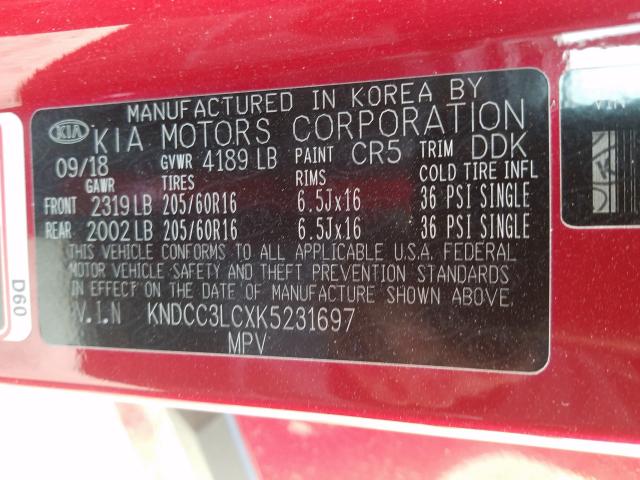 MANUFACTURED IN KOREA BY
KIA KIA MOTORS CORPORATION
09/18 GVWR 4189 LB PAINT CR5 TRIM DDK
GAWR TIRES RIMS COLD TIRE INFL
FRONT 2319 LB 205/60R16 6.5Jx16 36 PSI SINGLE
REAR 2002 LB 205/60R16 6.5Jx16 36 PSI SINGLE
THIS VEHICLE CONFORMS TO ALL APPLICABLE U.S.A. FEDERAL
MOTOR VEHICLE SAFETY AND THEFT PREVENTION STANDARDS
IN EFFECT ON THE DATE OF MANUFACTURE SHOWN ABOVE.
V.I.N KNDCC3LCXK5231697
MPV
D60
VIN